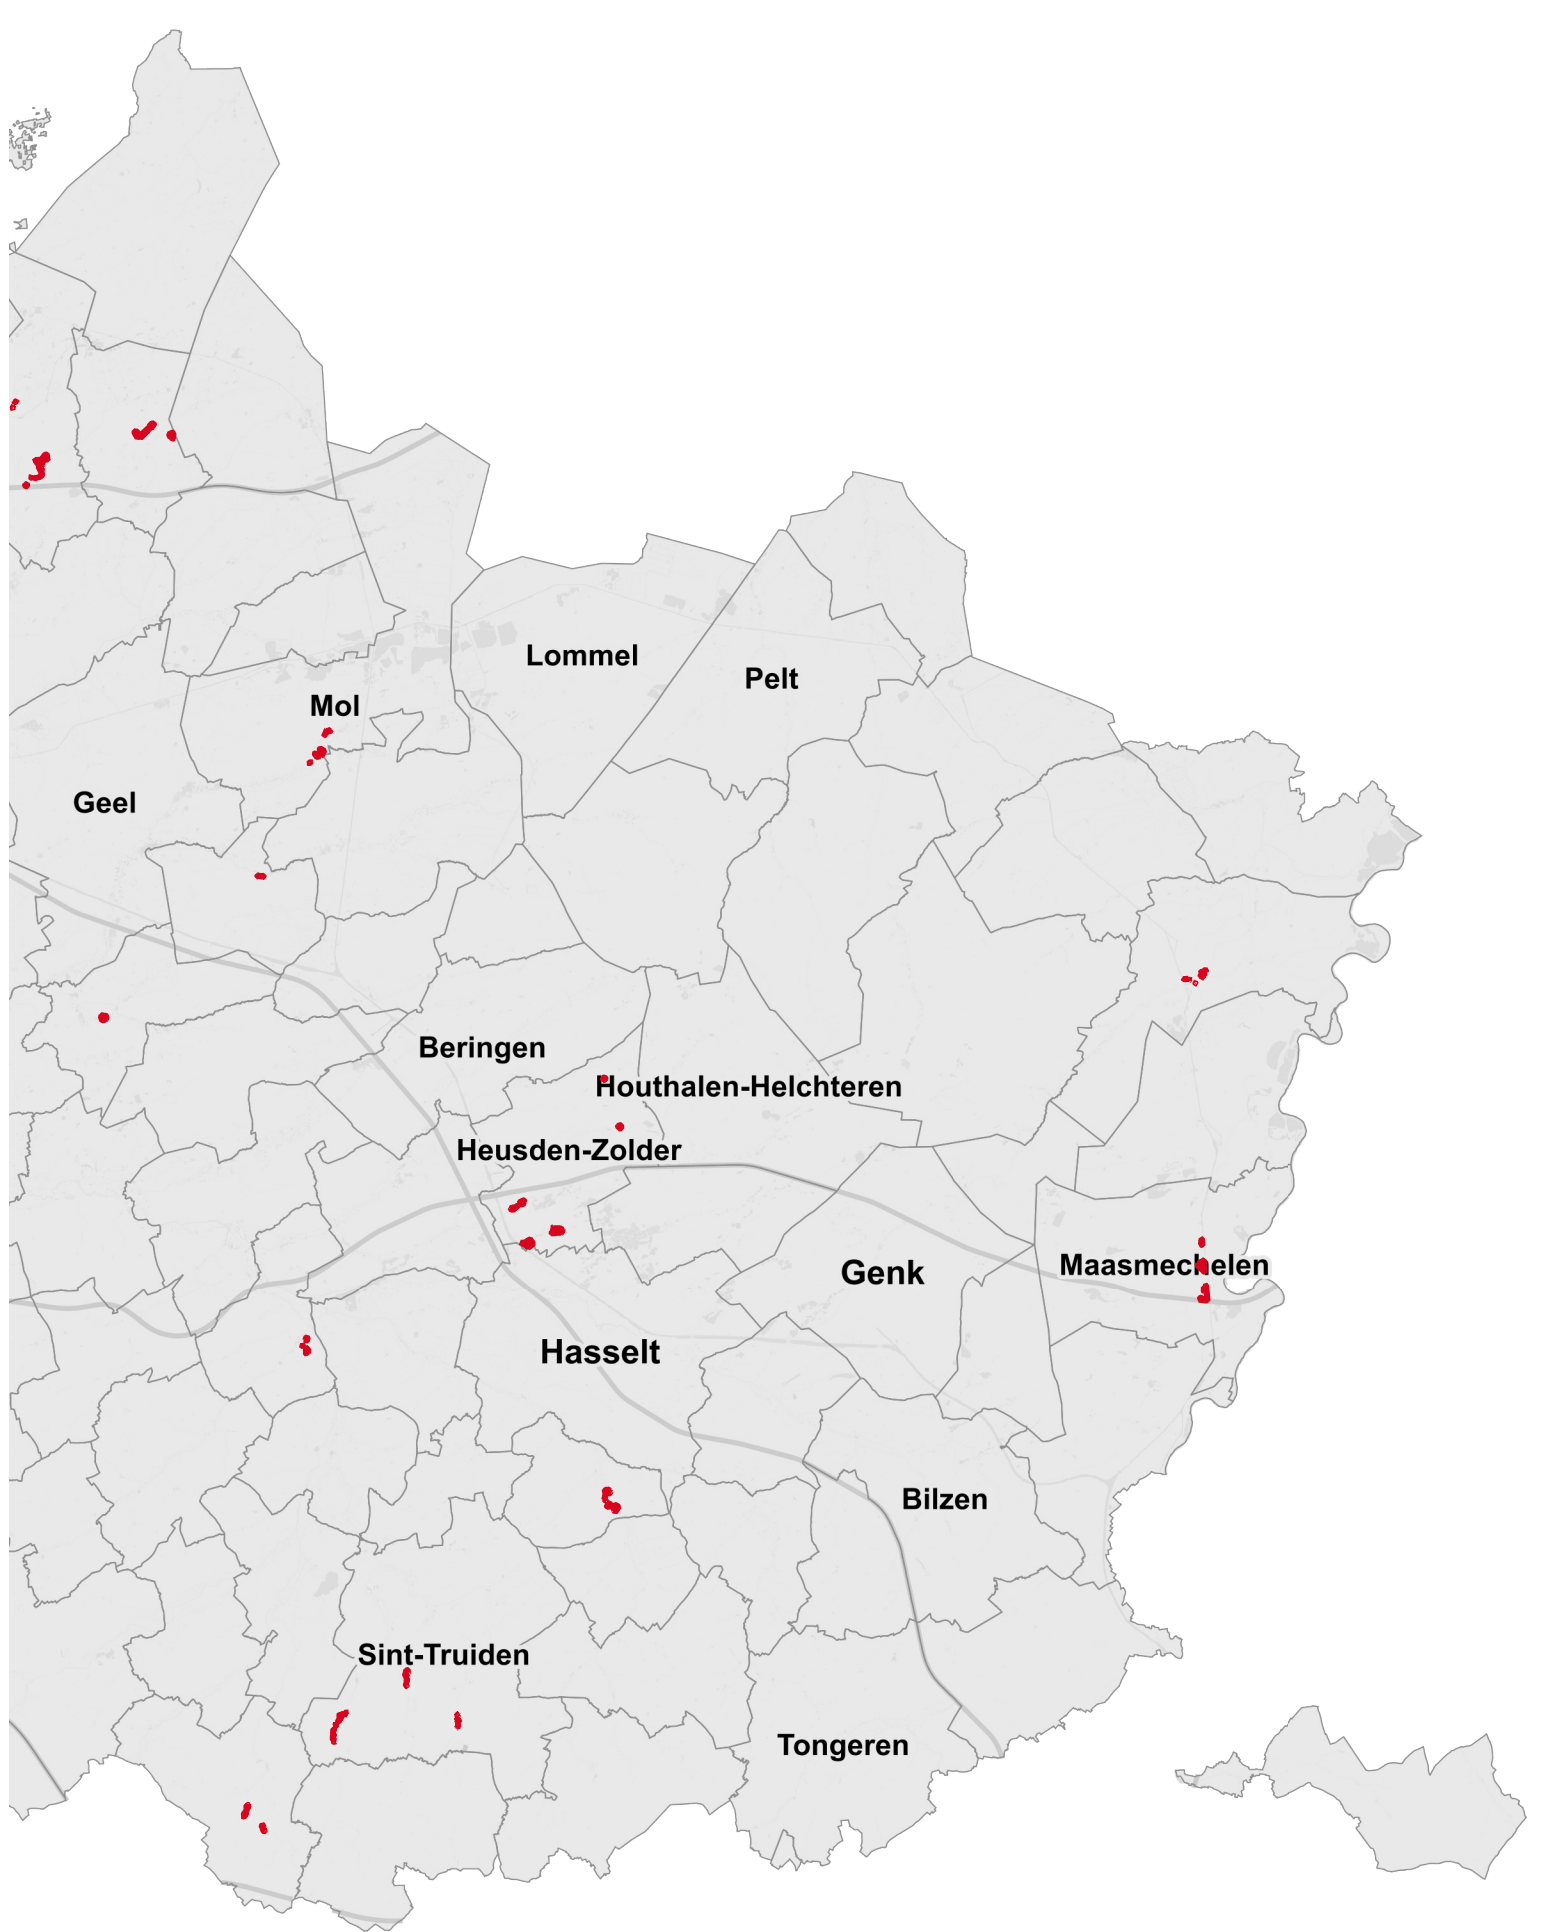 Lommel
Pelt
Mol
Geel
Beringen
Houthalen-Helchteren
Heusden-Zolder
Maasmechelen
Genk
Hasselt
Bilzen
Sint-Truiden
Tongeren